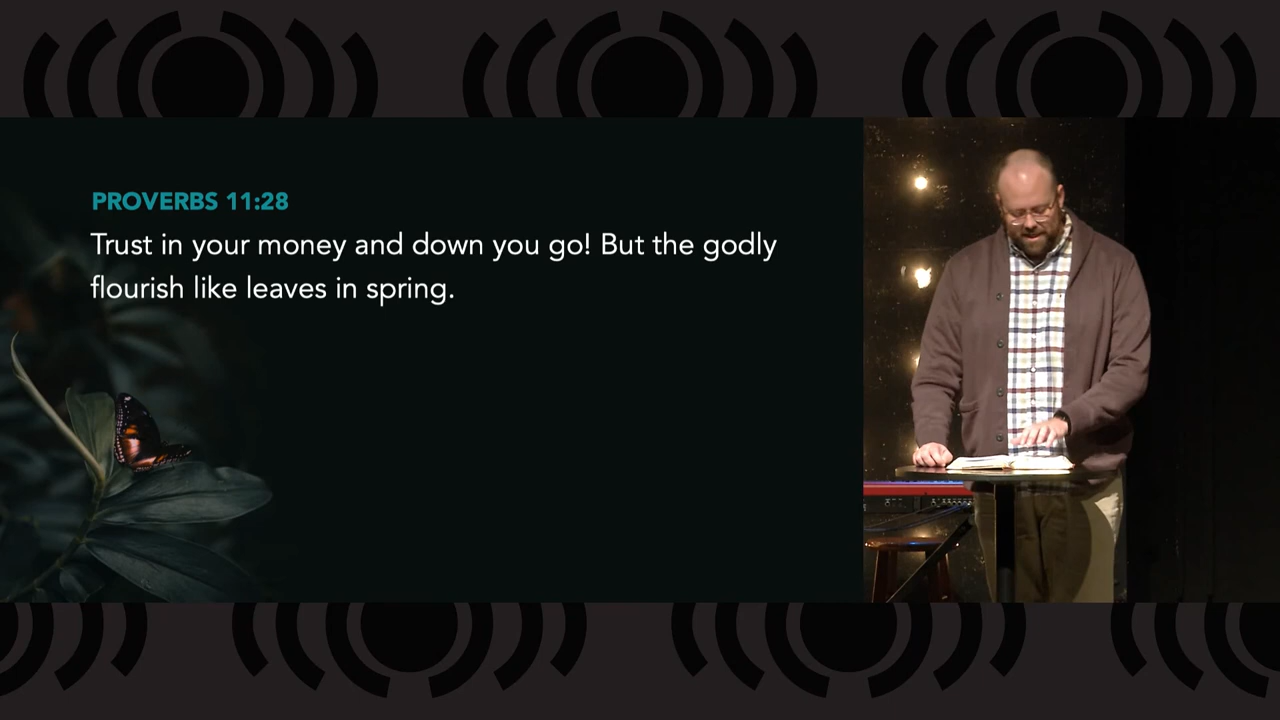 PROVERBS 11:28
Trust in your money and down you go! But the godly
flourish like leaves in spring.